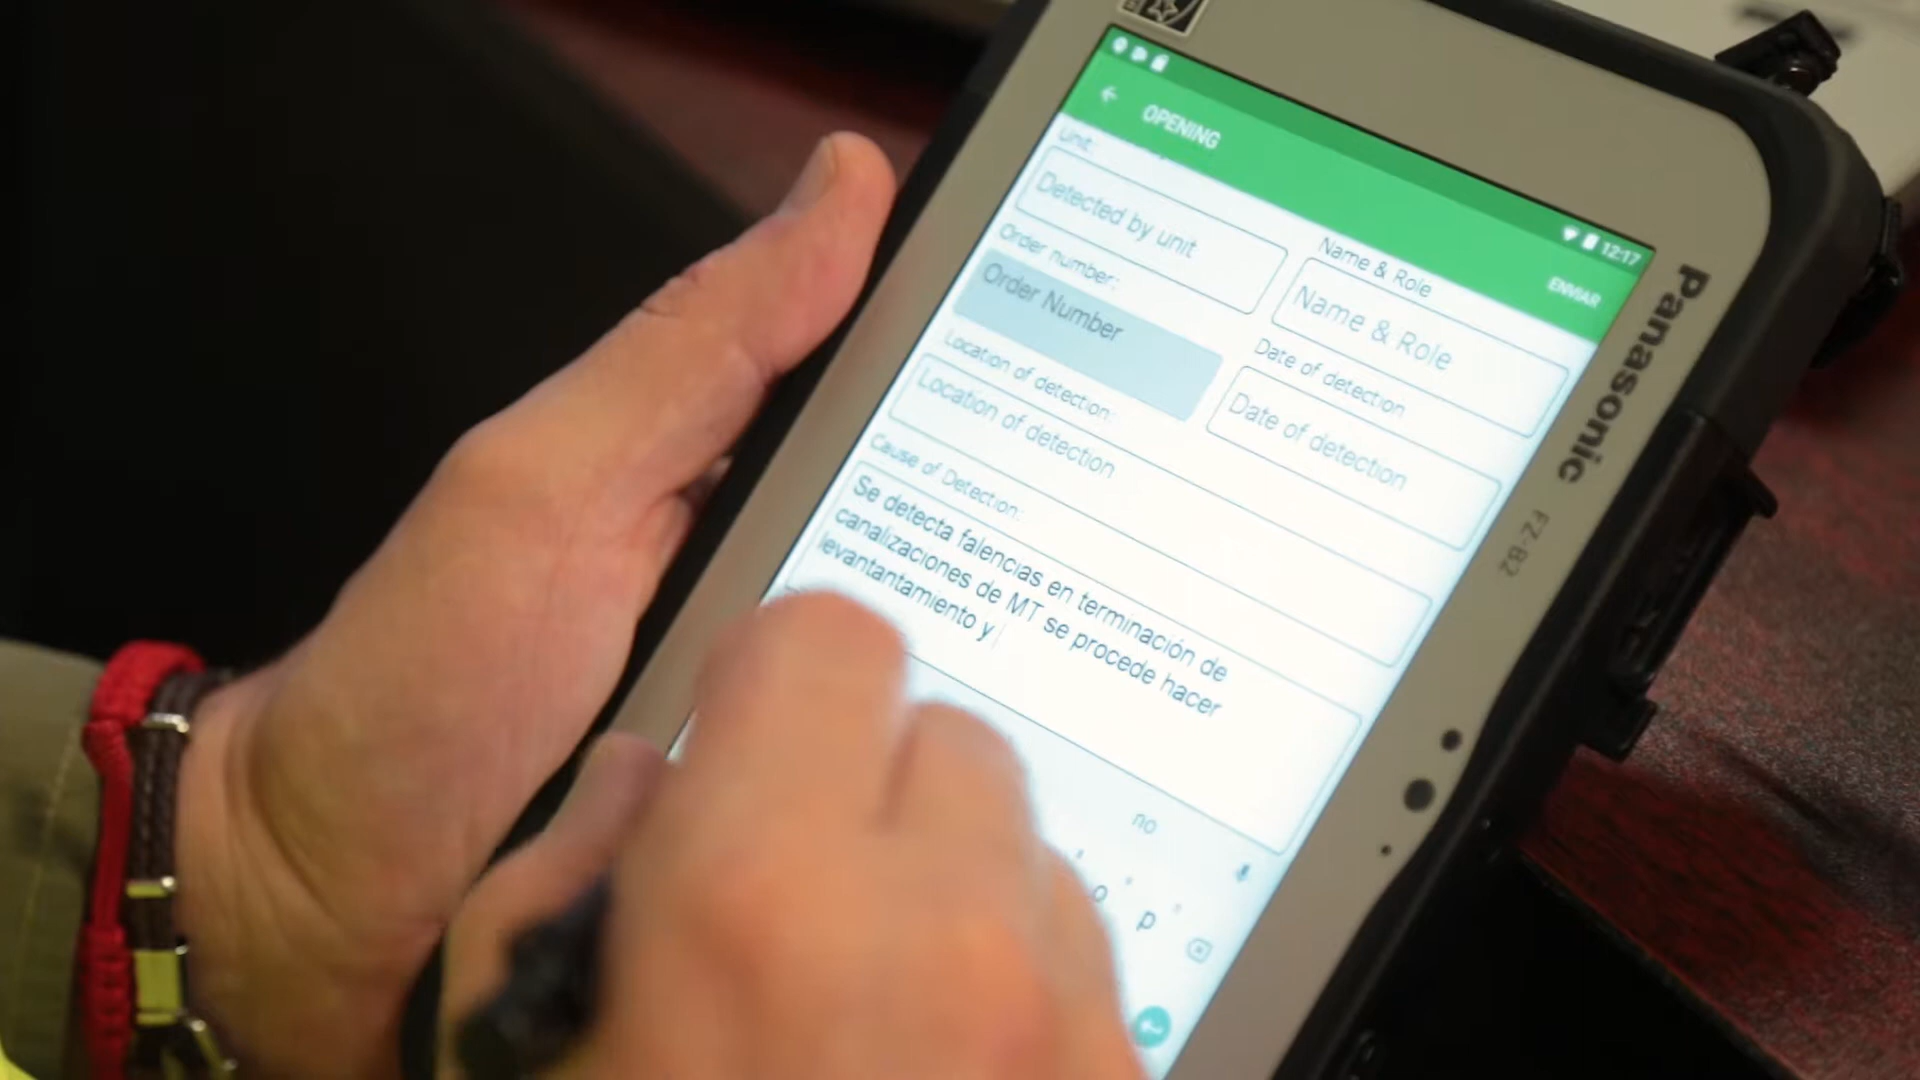 12:17
OPENING
ENVIAR
Unit:
Detected by unit
Name & Role
Name & Role
Order number:
Order Number
Date of detection
Date of detection
Location of detection:
Location of detection
Cause of Detection:
Se detecta falencias en terminación de
canalizaciones de MT se procede hacer
levantantamiento y
no
o
p
Panasonic
FZ-B2